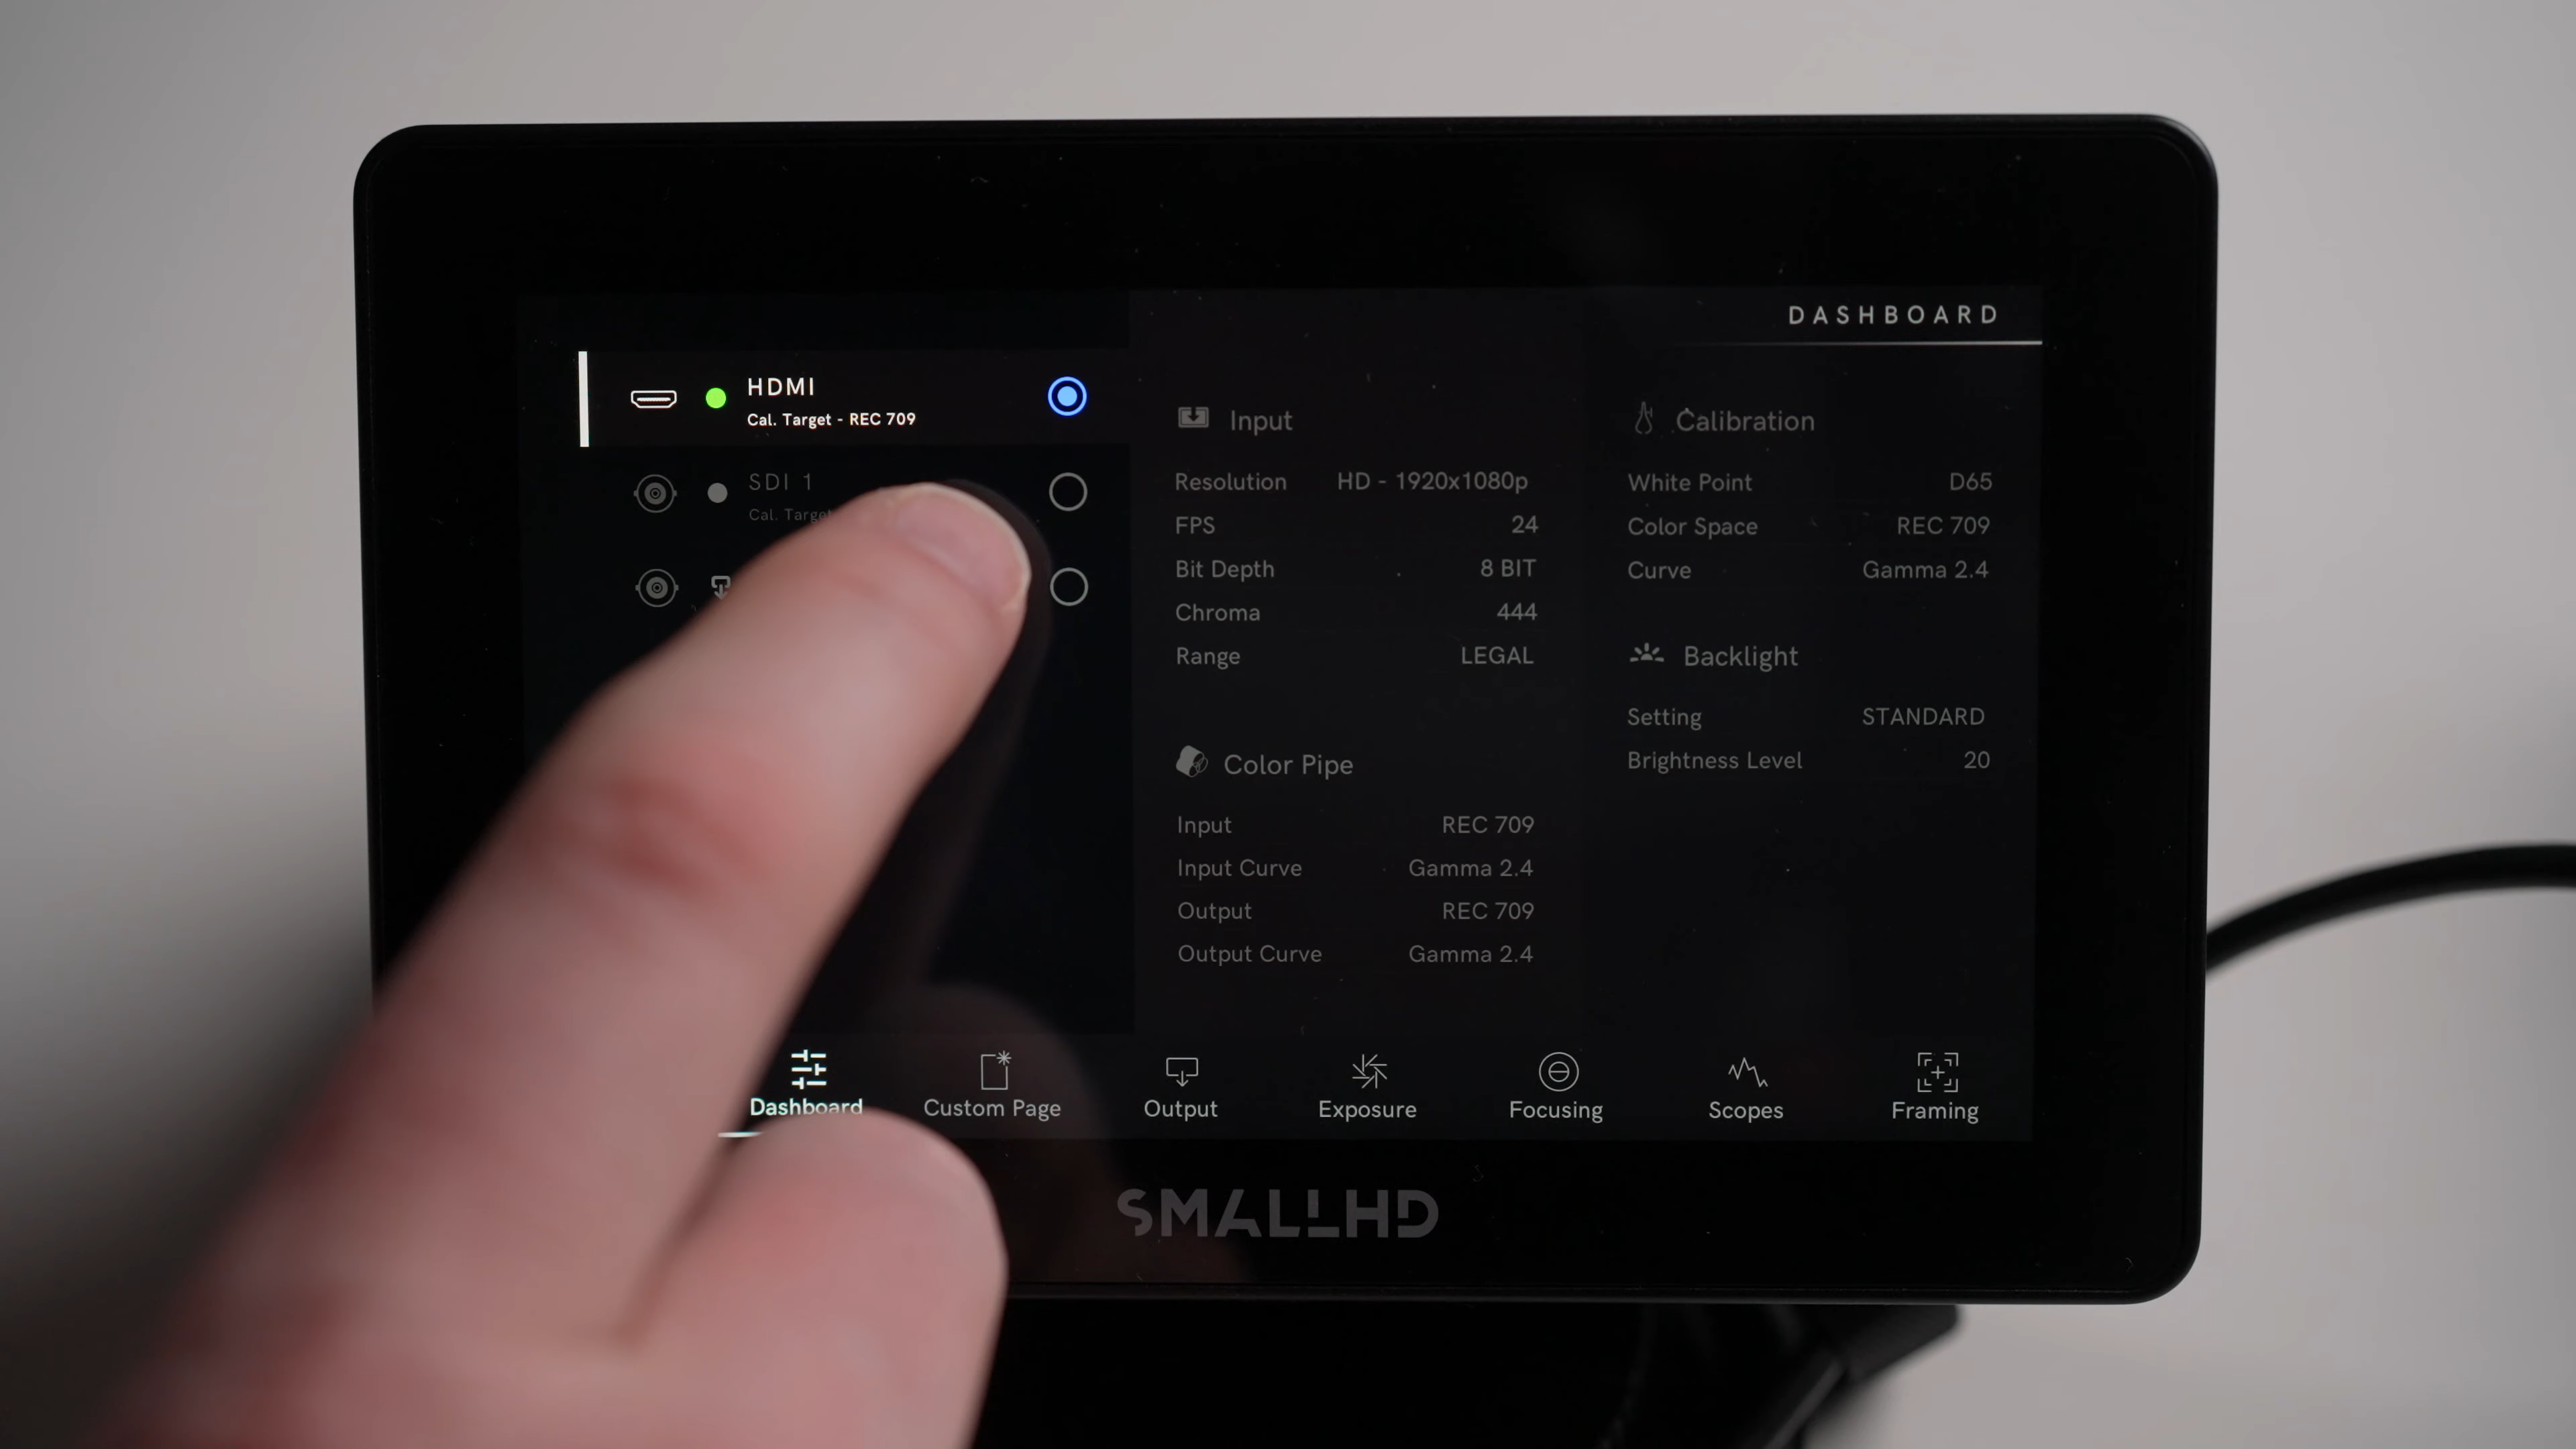 DASHBOARD
HDMI
Cal. Target - REC 709
SDI 1
Cal. Target
Input
Resolution HD - 1920x1080p
FPS 24
Bit Depth 8 BIT
Chroma 444
Range LEGAL
Color Pipe
Input REC 709
Input Curve Gamma 2.4
Output REC 709
Output Curve Gamma 2.4
Calibration
White Point D65
Color Space REC 709
Curve Gamma 2.4
Backlight
Setting STANDARD
Brightness Level 20
Dashboard Custom Page Output Exposure Focusing Scopes Framing
SMALLHD